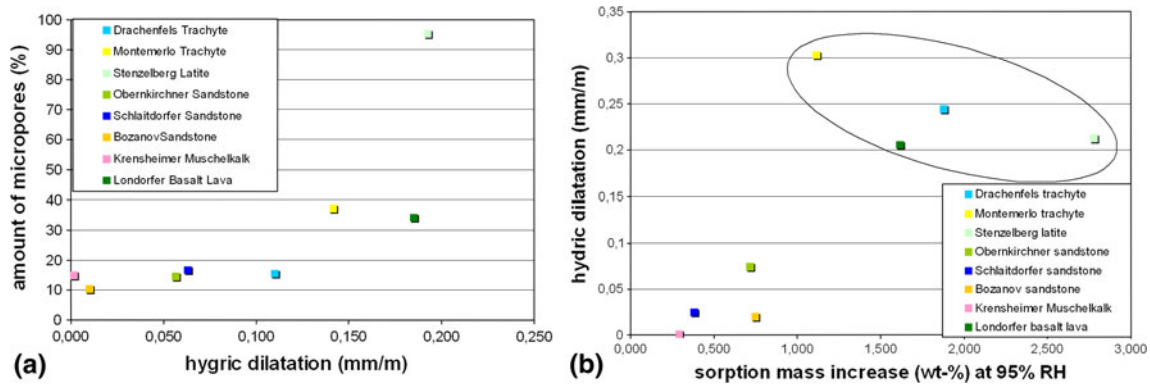 100
90
80
70
60
50
40
30
20
10
0
amount of micropores (%)
Drachenfels Trachyte
Montemerlo Trachyte
Stenzelberg Latite
Obernkirchner Sandstone
Schlaitdorfer Sandstone
BozanovSandstone
Krensheimer Muschelkalk
Londorfer Basalt Lava
0,000 0,050 0,100 0,150 0,200 0,250
(a) hygric dilatation (mm/m)
0,35
0,3
0,25
0,2
0,15
0,1
0,05
0
hydric dilatation (mm/m)
Drachenfels trachyte
Montemerlo trachyte
Stenzelberg latite
Obernkirchner sandstone
Schlaitdorfer sandstone
Bozanov sandstone
Krensheimer Muschelkalk
Londorfer basalt lava
0,000 0,500 1,000 1,500 2,000 2,500 3,000
(b) sorption mass increase (wt-%) at 95% RH